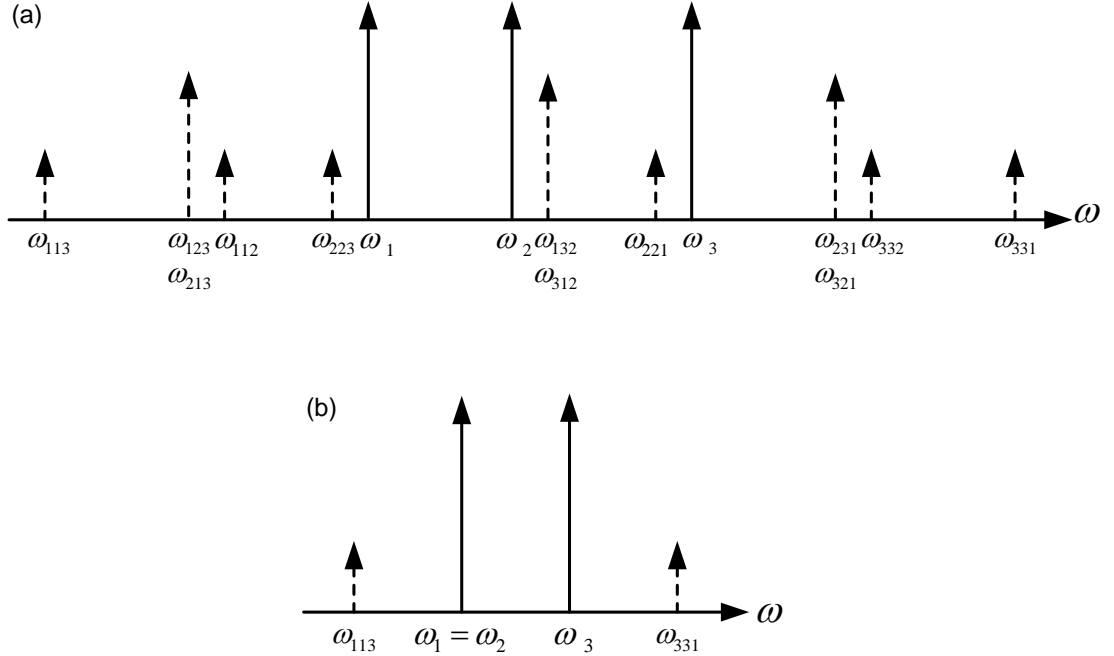 (a)
ω
ω₁₁₃ ω₁₂₃ ω₁₁₂ ω₂₂₃ ω₁ ω₂ ω₁₃₂ ω₂₂₁ ω₃ ω₂₃₁ ω₃₃₂ ω₃₃₁
ω₂₁₃ ω₃₁₂ ω₃₂₁
(b)
ω
ω₁₁₃ ω₁ = ω₂ ω₃ ω₃₃₁